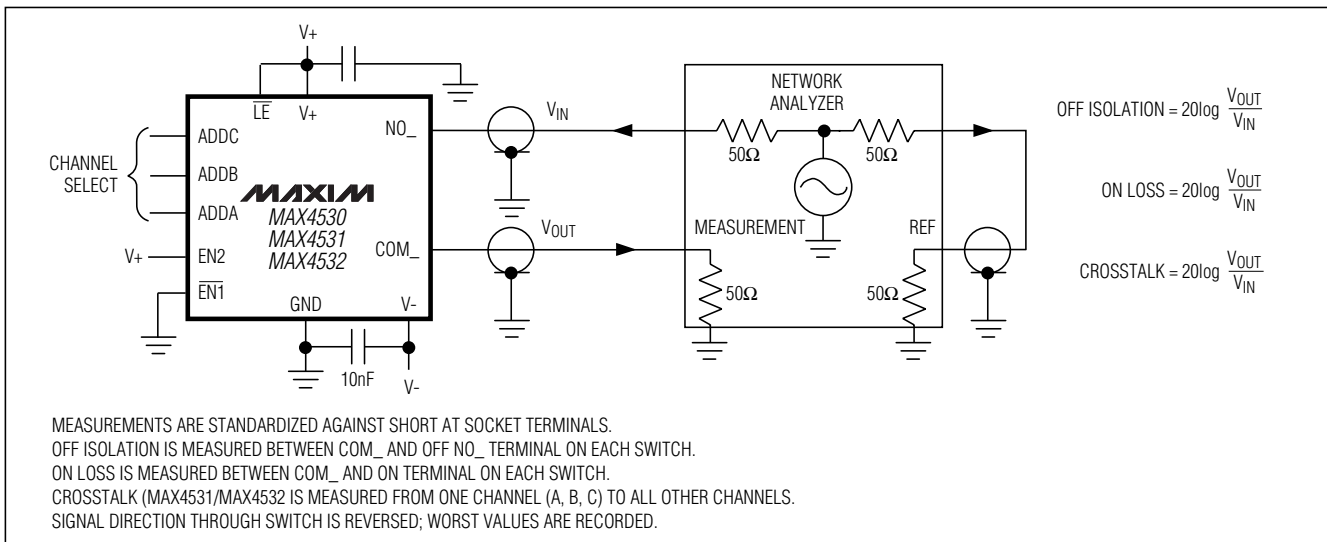 V+
LE
V+
NO_
V_IN
NETWORK
ANALYZER
50Ω
50Ω
OFF ISOLATION = 20log V_OUT / V_IN
CHANNEL
SELECT
ADDC
ADDB
ADDA
MAXIM
MAX4530
MAX4531
MAX4532
COM_
V_OUT
MEASUREMENT
REF
ON LOSS = 20log V_OUT / V_IN
V+
EN2
EN1
GND
V-
50Ω
50Ω
CROSSTALK = 20log V_OUT / V_IN
10nF
V-
MEASUREMENTS ARE STANDARDIZED AGAINST SHORT AT SOCKET TERMINALS.
OFF ISOLATION IS MEASURED BETWEEN COM_ AND OFF NO_ TERMINAL ON EACH SWITCH.
ON LOSS IS MEASURED BETWEEN COM_ AND ON TERMINAL ON EACH SWITCH.
CROSSTALK (MAX4531/MAX4532 IS MEASURED FROM ONE CHANNEL (A, B, C) TO ALL OTHER CHANNELS.
SIGNAL DIRECTION THROUGH SWITCH IS REVERSED; WORST VALUES ARE RECORDED.